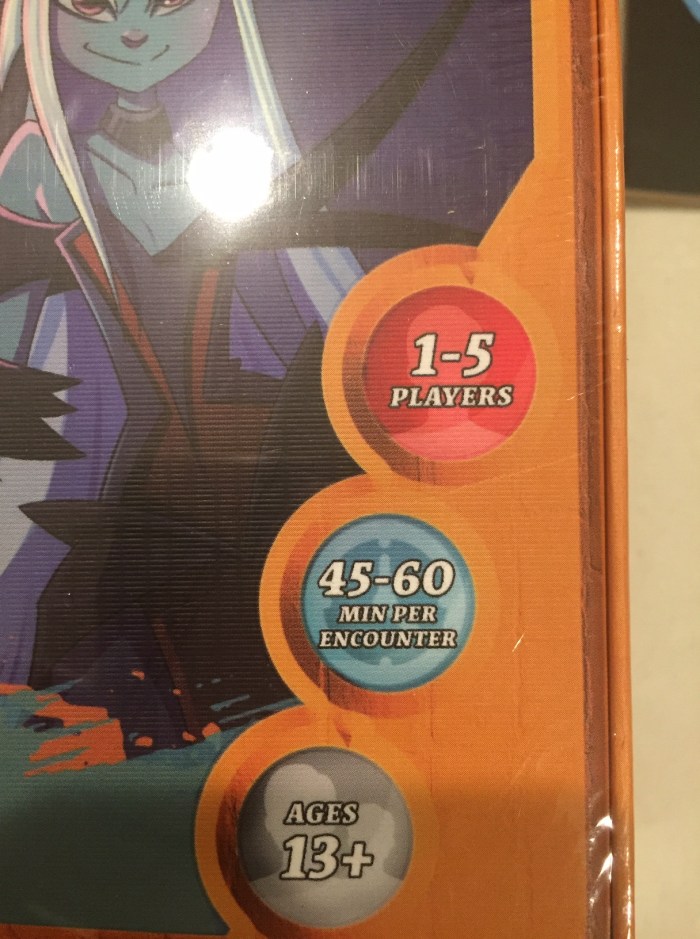 1-5
PLAYERS
45-60
MIN PER
ENCOUNTER
AGES
13+